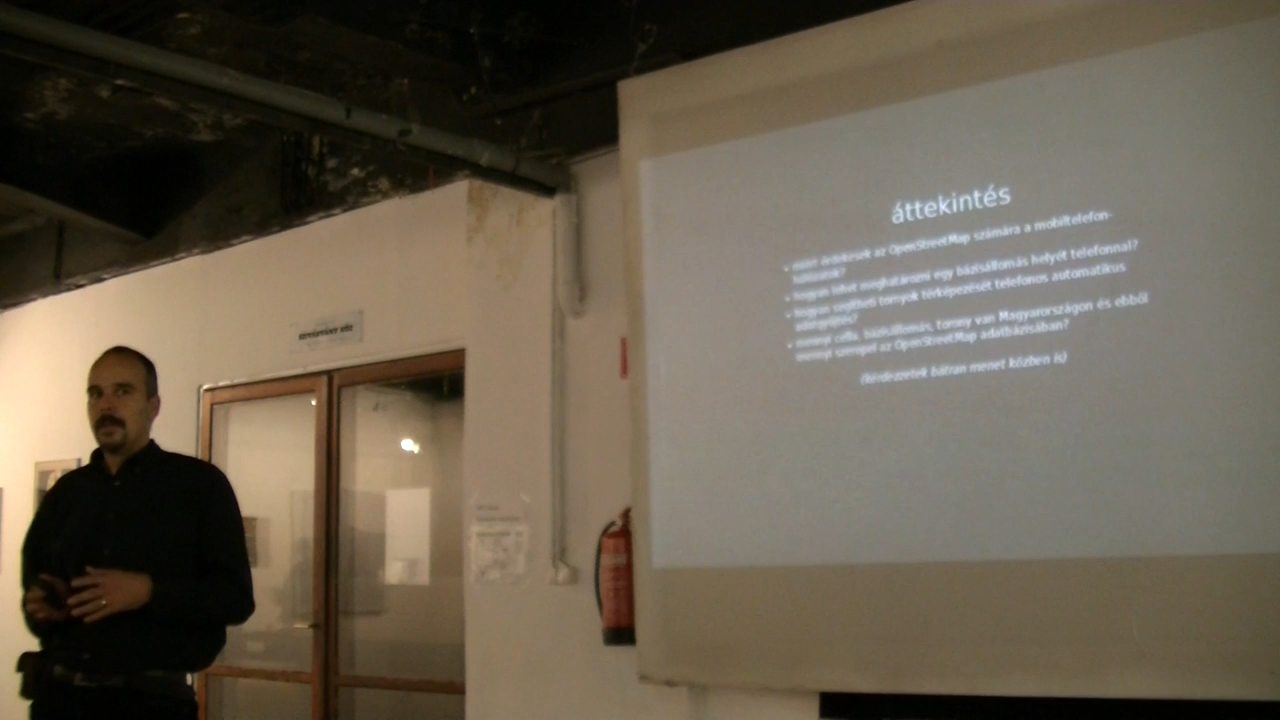 áttekintés
miért érdekesek az OpenStreetMap számára a mobiltelefon-
hálózatok?
hogyan lehet meghatározni egy bázisállomás helyét telefonnal?
hogyan segítheti tornyok térképezését telefonos automatikus
mennyi cella, bázisállomás, torony van Magyarországon és ebből
mennyi szerepel az OpenStreetMap adatbázisában?
(kérdezzetek bátran menet közben is)